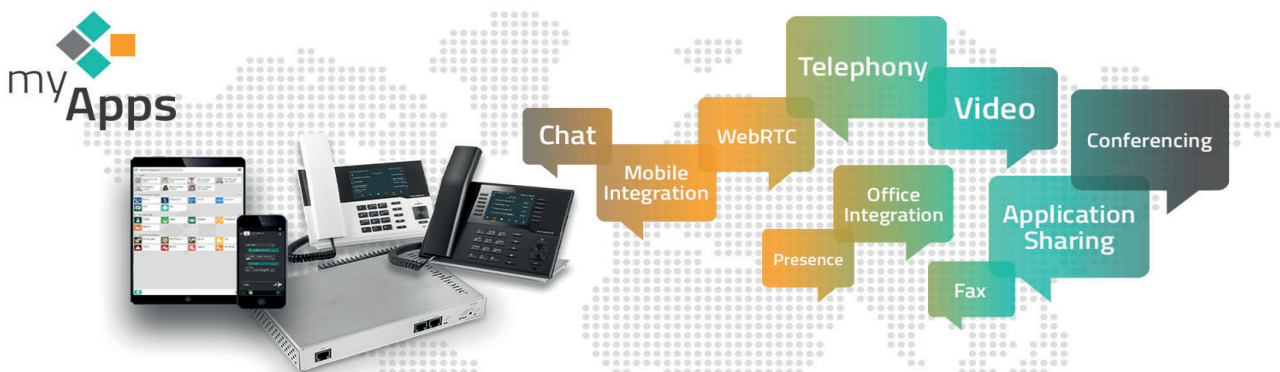 my
Apps
Chat
Mobile
Integration
WebRTC
Telephony
Video
Conferencing
Office
Integration
Application
Sharing
Presence
Fax